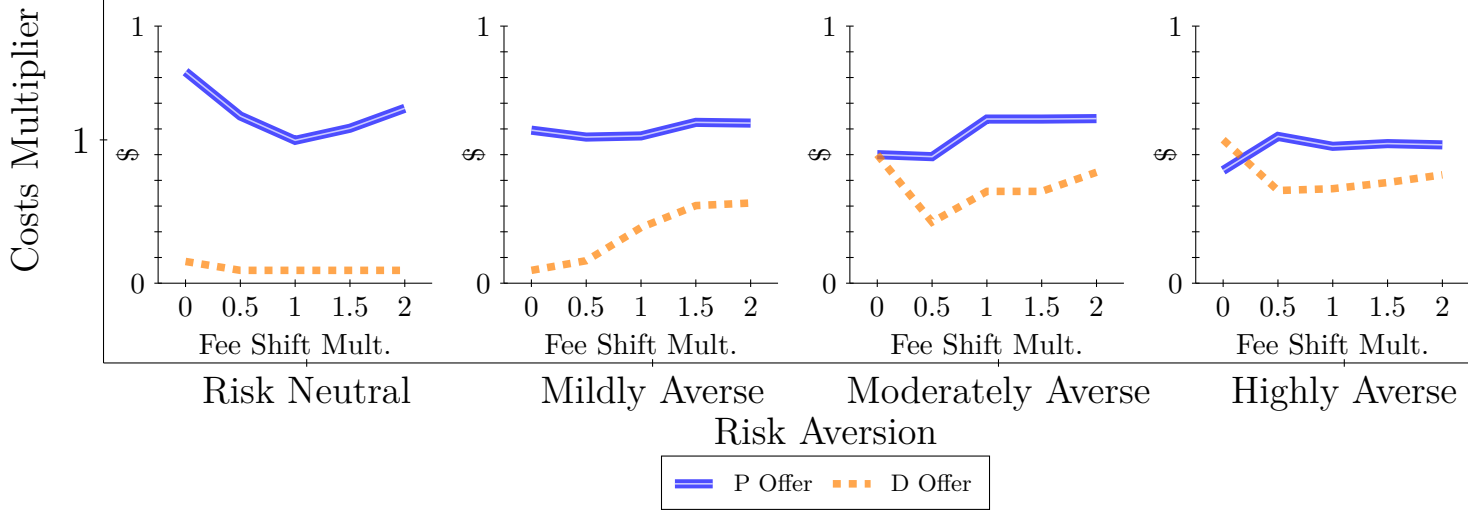 Costs Multiplier
1
1
$
0
0 0.5 1 1.5 2
Fee Shift Mult.
1
$
0
0 0.5 1 1.5 2
Fee Shift Mult.
1
$
0
0 0.5 1 1.5 2
Fee Shift Mult.
1
$
0
0 0.5 1 1.5 2
Fee Shift Mult.
Risk Neutral
Mildly Averse
Moderately Averse
Highly Averse
Risk Aversion
P Offer
D Offer